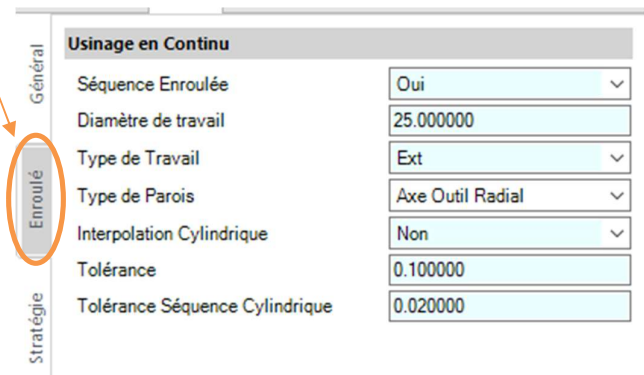 Général
Enroulé
Stratégie
Usinage en Continu
Séquence Enroulée Oui
Diamètre de travail 25.000000
Type de Travail Ext
Type de Parois Axe Outil Radial
Interpolation Cylindrique Non
Tolérance 0.100000
Tolérance Séquence Cylindrique 0.020000